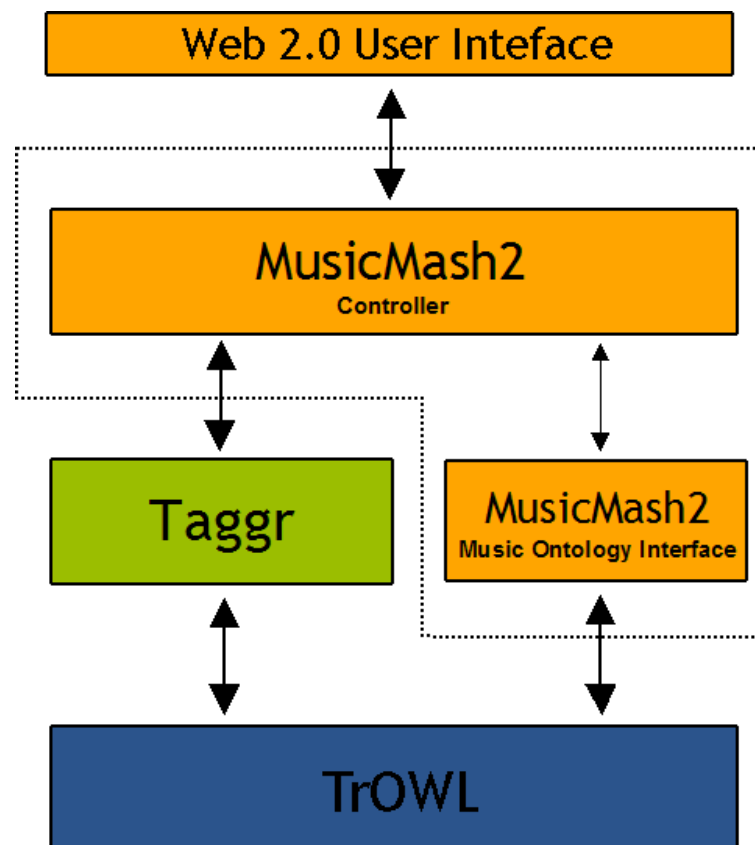 Web 2.0 User Inteface
MusicMash2
Controller
Taggr
MusicMash2
Music Ontology Interface
TrOWL